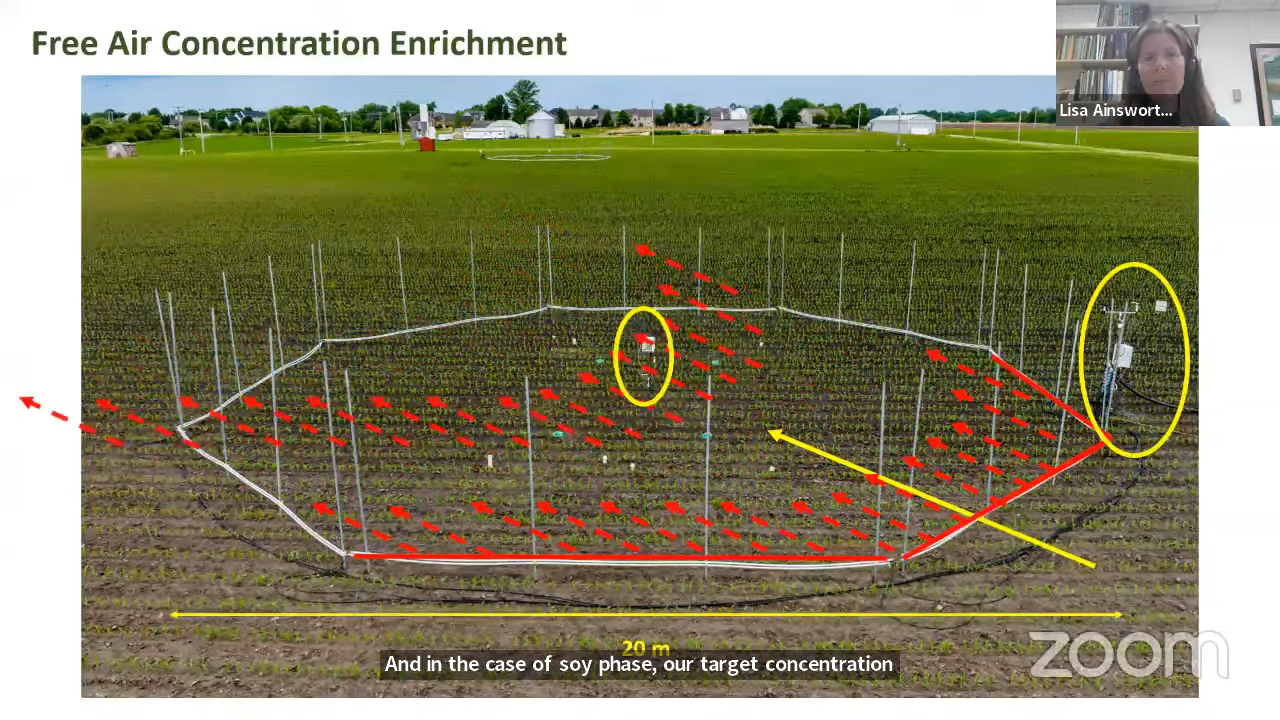 Free Air Concentration Enrichment
Lisa Ainswort...
20 m
And in the case of soy phase, our target concentration
zoom